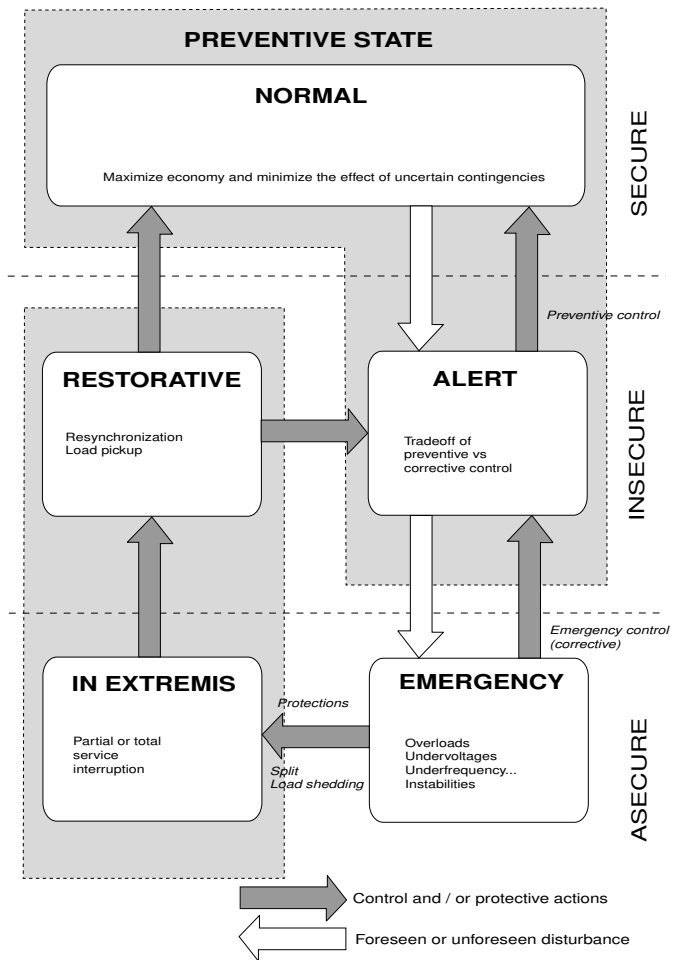 PREVENTIVE STATE
NORMAL
Maximize economy and minimize the effect of uncertain contingencies
SECURE
Preventive control
RESTORATIVE
Resynchronization
Load pickup
ALERT
Tradeoff of
preventive vs
corrective control
INSECURE
Emergency control
(corrective)
IN EXTREMIS
Partial or total
service
interruption
Protections
Split
Load shedding
EMERGENCY
Overloads
Undervoltages
Underfrequency...
Instabilities
ASECURE
Control and / or protective actions
Foreseen or unforeseen disturbance